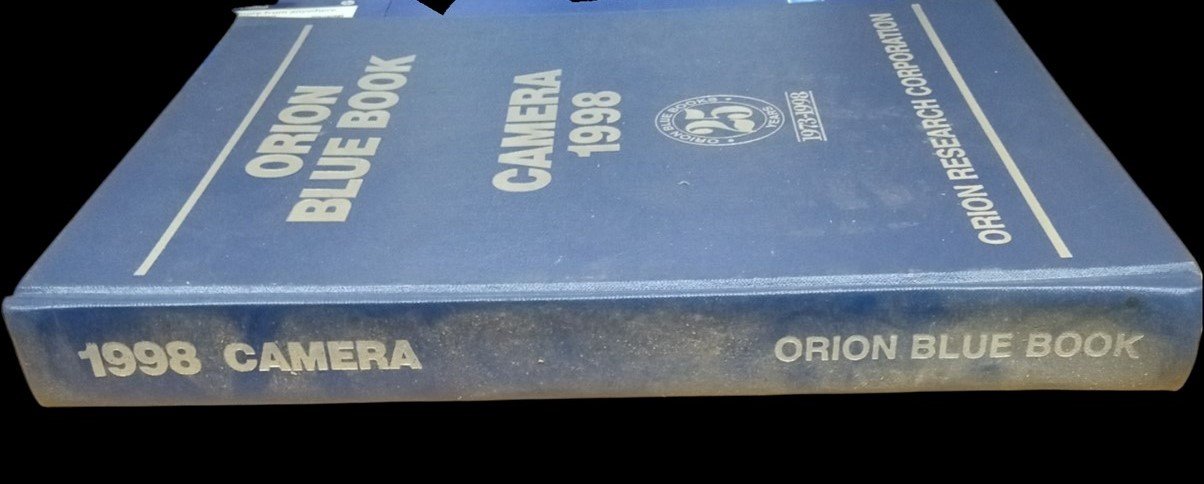 ORION
BLUE BOOK
CAMERA
1998
ORION BLUE BOOKS
25
YEARS
1973-1998
ORION RESEARCH CORPORATION
1998 CAMERA
ORION BLUE BOOK